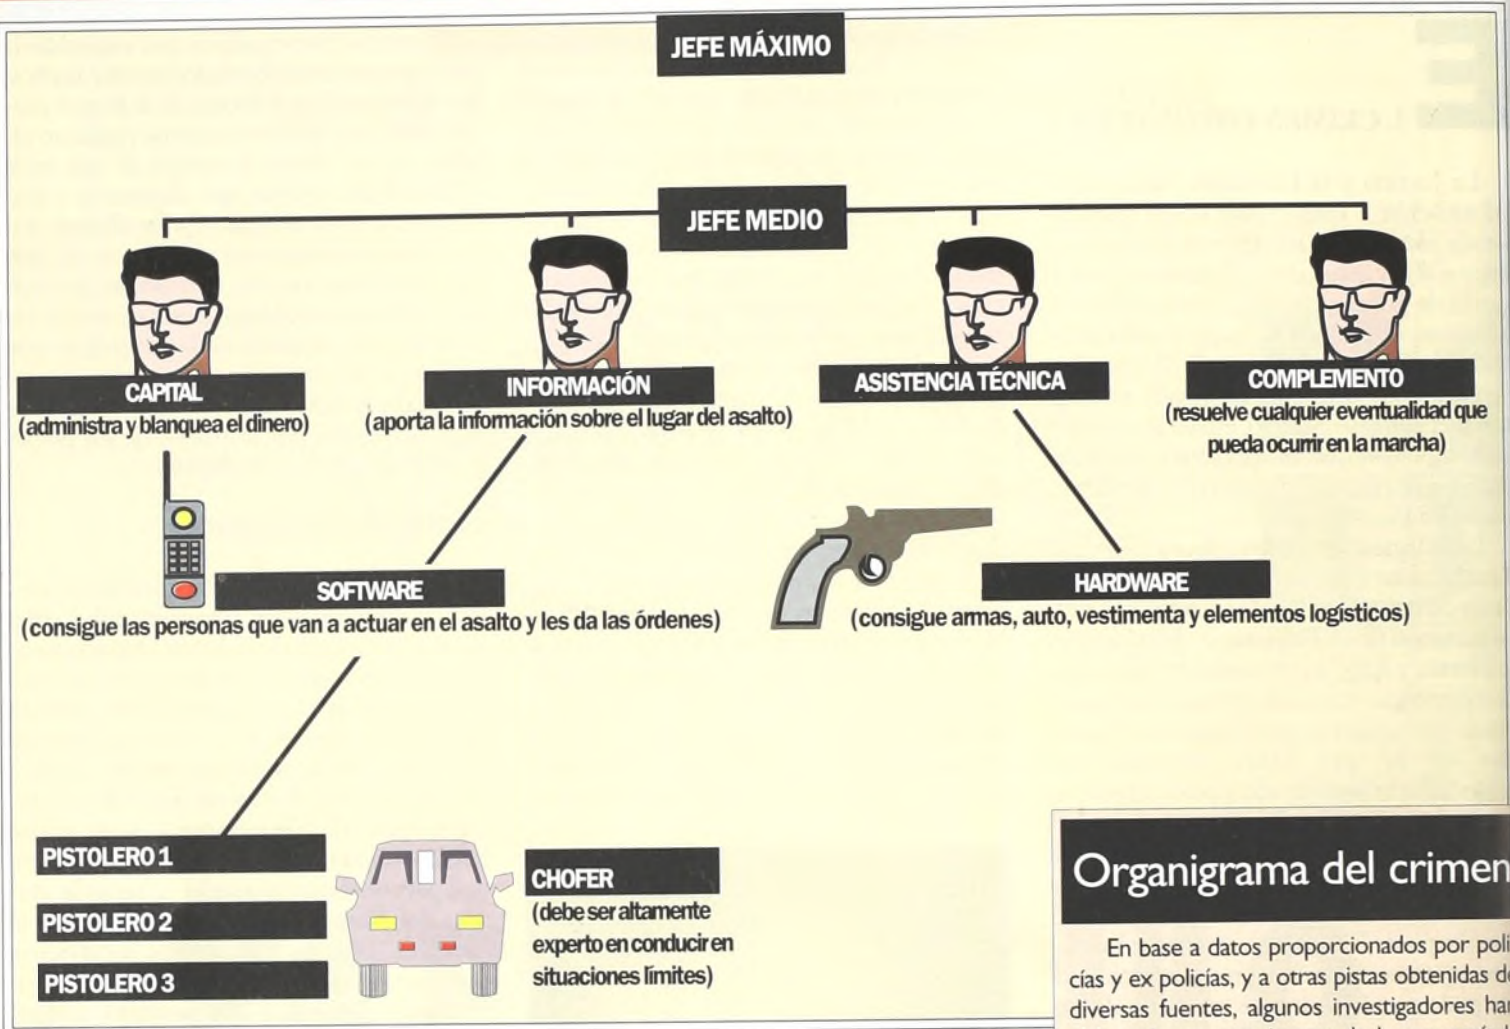 JEFE MÁXIMO
JEFE MEDIO
CAPITAL
(administra y blanquea el dinero)
INFORMACIÓN
(aporta la información sobre el lugar del asalto)
ASISTENCIA TÉCNICA
COMPLEMENTO
(resuelve cualquier eventualidad que
pueda ocurrir en la marcha)
SOFTWARE
(consigue las personas que van a actuar en el asalto y les da las órdenes)
HARDWARE
(consigue armas, auto, vestimenta y elementos logísticos)
PISTOLERO 1
PISTOLERO 2
PISTOLERO 3
CHOFER
(debe ser altamente
experto en conducir en
situaciones límites)
Organigrama del crimen
En base a datos proporcionados por poli
cías y ex policías, y a otras pistas obtenidas de
diversas fuentes, algunos investigadores han